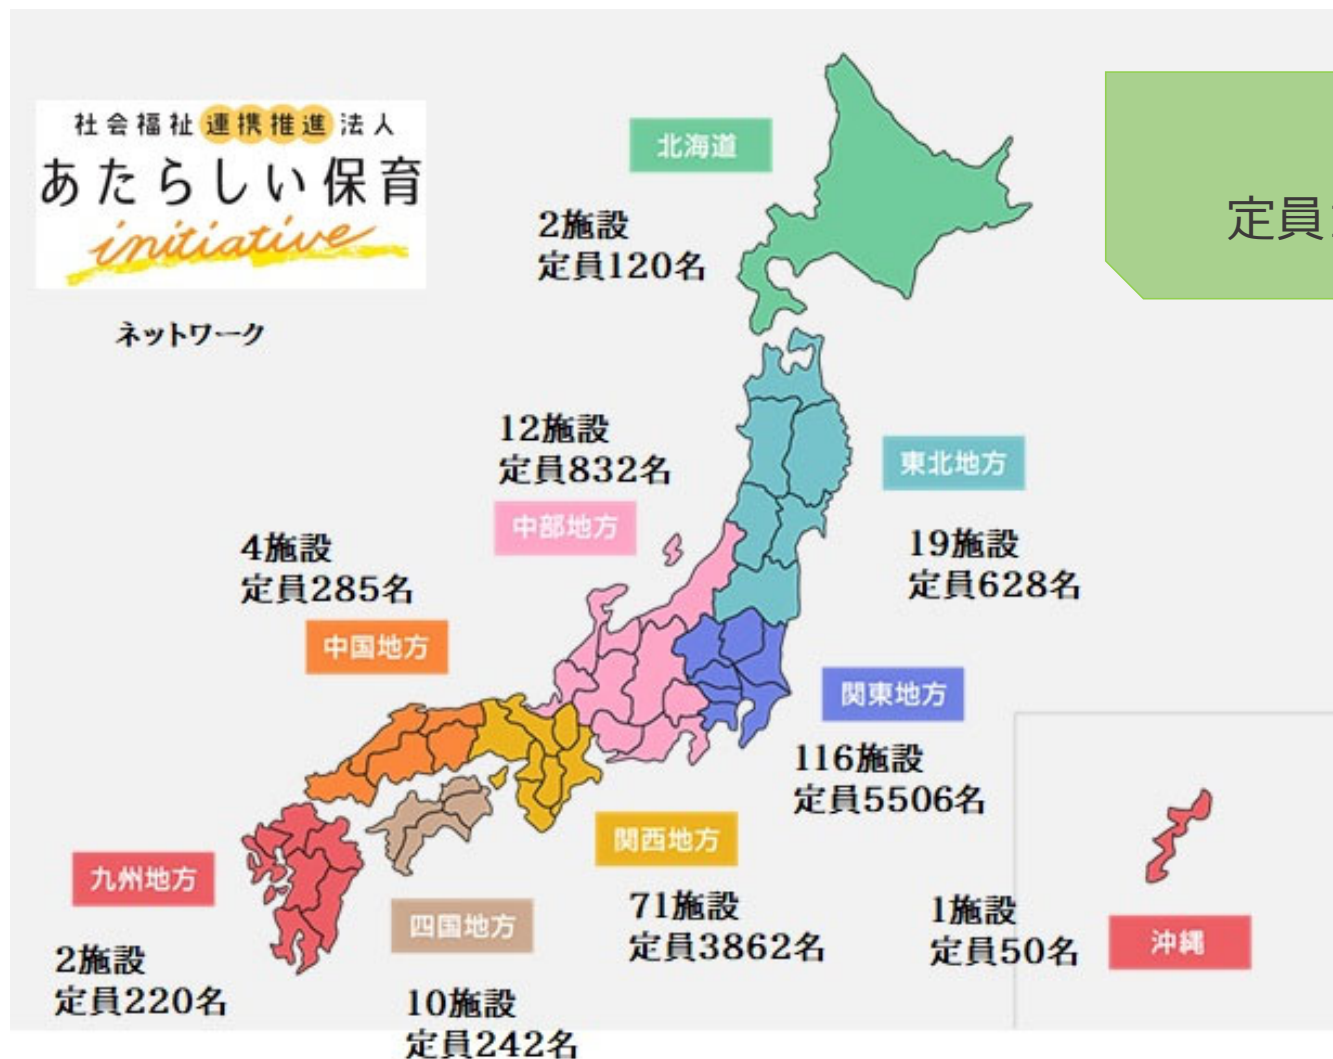 社会福祉連携推進法人
あたらしい保育
initiative
ネットワーク
北海道
2施設
定員120名
定員
12施設
定員832名
中部地方
東北地方
19施設
定員628名
4施設
定員285名
中国地方
関東地方
116施設
定員5506名
関西地方
71施設
定員3862名
九州地方
2施設
定員220名
四国地方
10施設
定員242名
1施設
定員50名
沖縄